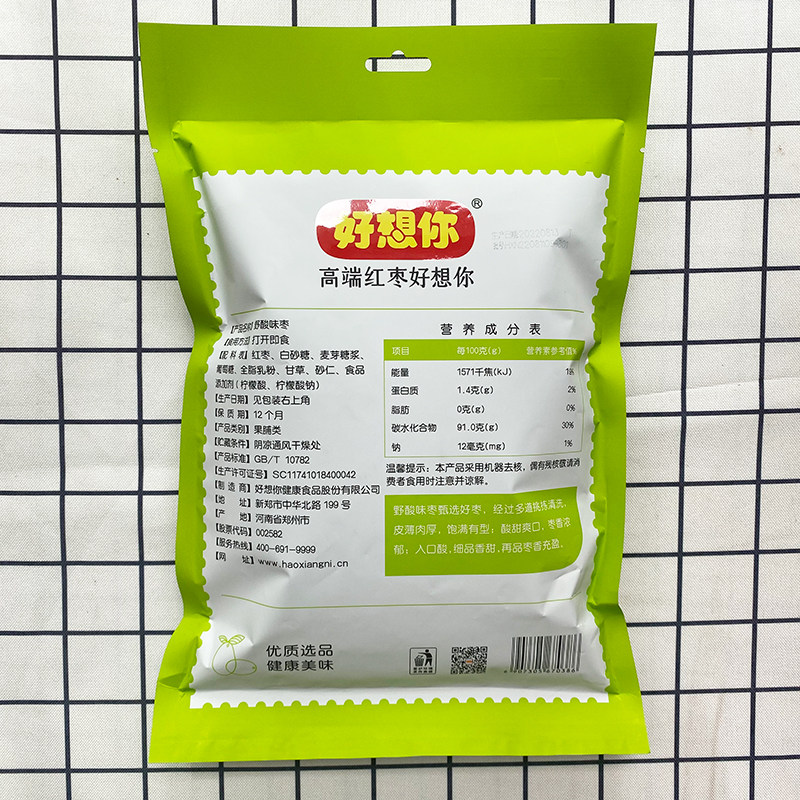 好想你®
高端红枣好想你
【产品名称】野酸味枣
【食用方法】打开即食
【配 料 表】红枣、白砂糖、麦芽糖浆、
葡萄糖、全脂乳粉、甘草、砂仁、食品
添加剂(柠檬酸、柠檬酸钠)
【生产日期】见包装右上角
【保 质 期】12个月
【产品类别】果脯类
【贮藏条件】阴凉通风干燥处
【产品标准】GB/T 10782
【生产许可证号】SC11741018400042
【制 造 商】好想你健康食品股份有限公司
【地 址】新郑市中华北路199号
【产 地】河南省郑州市
【股票代码】002582
【服务热线】400-691-9999
【网 址】www.haoxiangni.cn
营养成分表
项目 每100克(g) 营养素参考值%
能量 1571千焦(kJ) 19%
蛋白质 1.4克(g) 2%
脂肪 0克(g) 0%
碳水化合物 91.0克(g) 30%
钠 12毫克(mg) 1%
温馨提示:本产品采用机器去核,偶有残核敬请消
费者食用时注意并谅解。
野酸味枣甄选好枣、经过多道挑拣清洗、
皮薄肉厚,饱满有型;酸甜爽口、枣香浓
郁;入口酸,细品香甜,再品枣香充盈。
优质选品
健康美味